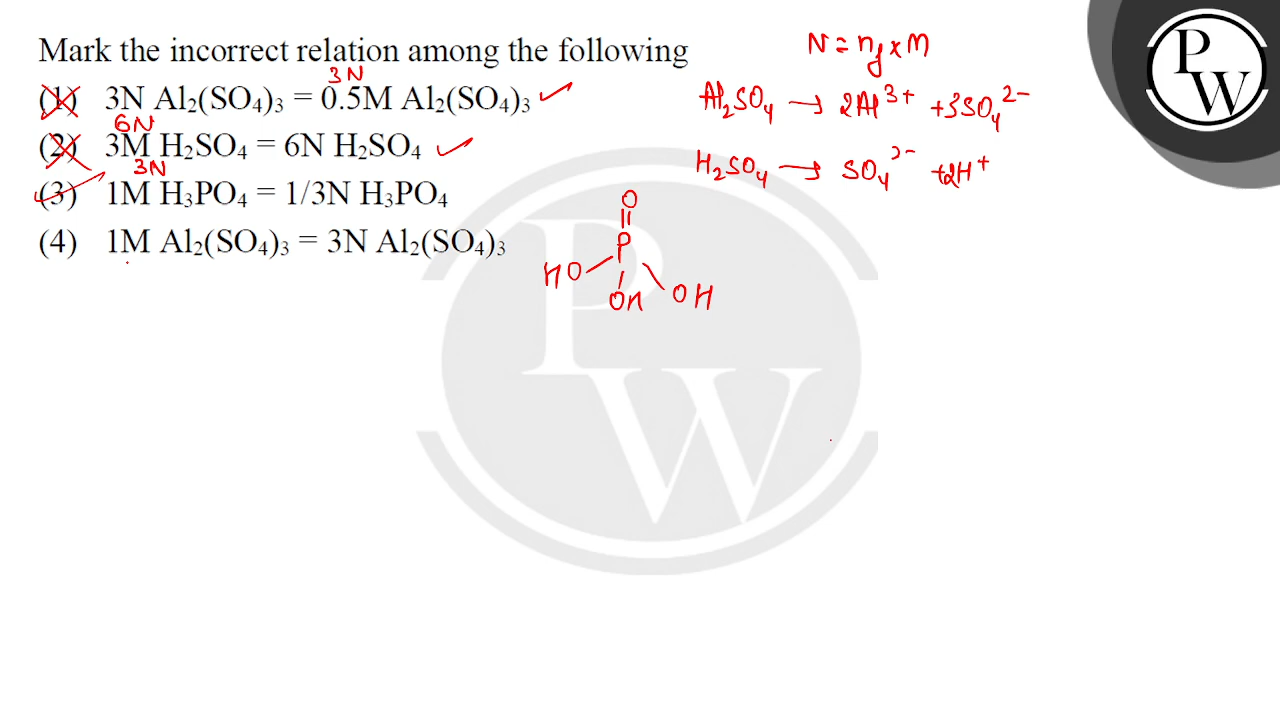 Mark the incorrect relation among the following
3N
(1) 3N Al₂(SO₄)₃ = 0.5M Al₂(SO₄)₃
6N
(2) 3M H₂SO₄ = 6N H₂SO₄
3N
(3) 1M H₃PO₄ = 1/3N H₃PO₄
(4) 1M Al₂(SO₄)₃ = 3N Al₂(SO₄)₃
N = nf × M
Al₂SO₄ → 2Al³⁺ + 3SO₄²⁻
H₂SO₄ → SO₄²⁻ + 2H⁺
O
P
HO
OH
OH
P
W
P
W